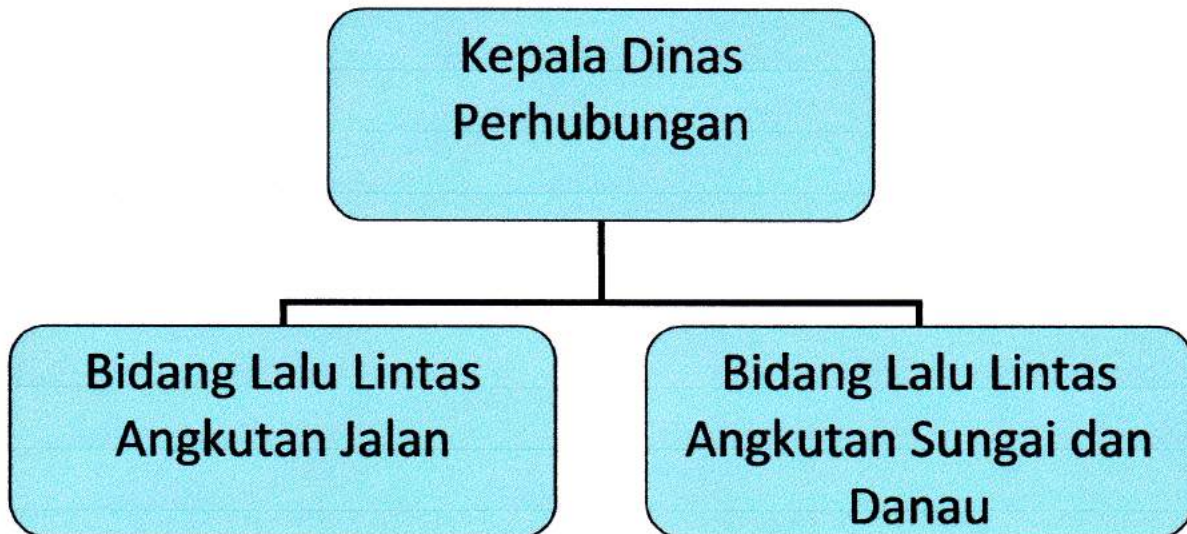 Kepala Dinas
Perhubungan
Bidang Lalu Lintas
Angkutan Jalan
Bidang Lalu Lintas
Angkutan Sungai dan
Danau